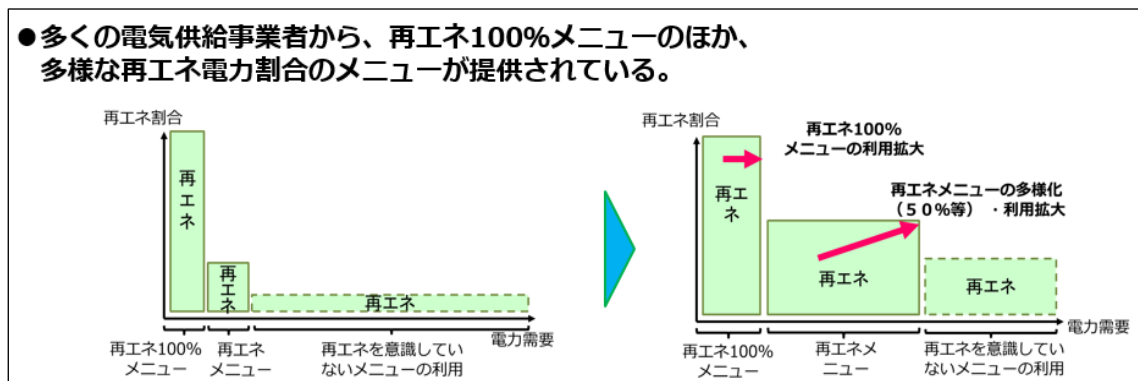 ●多くの電気供給事業者から、再エネ100%メニューのほか、
多様な再エネ電力割合のメニューが提供されている。
再エネ割合
再エネ
再エネ
再エネ
電力需要
再エネ100%
メニュー
再エネ
メニュー
再エネを意識してい
ないメニューの利用
再エネ割合
再エネ100%
メニューの利用拡大
再エネメニューの多様化
（５０％等）・利用拡大
再エ
ネ
再エネ
再エネ
電力需要
再エネ100%
メニュー
再エネメ
ニュー
再エネを意識してい
ないメニューの利用